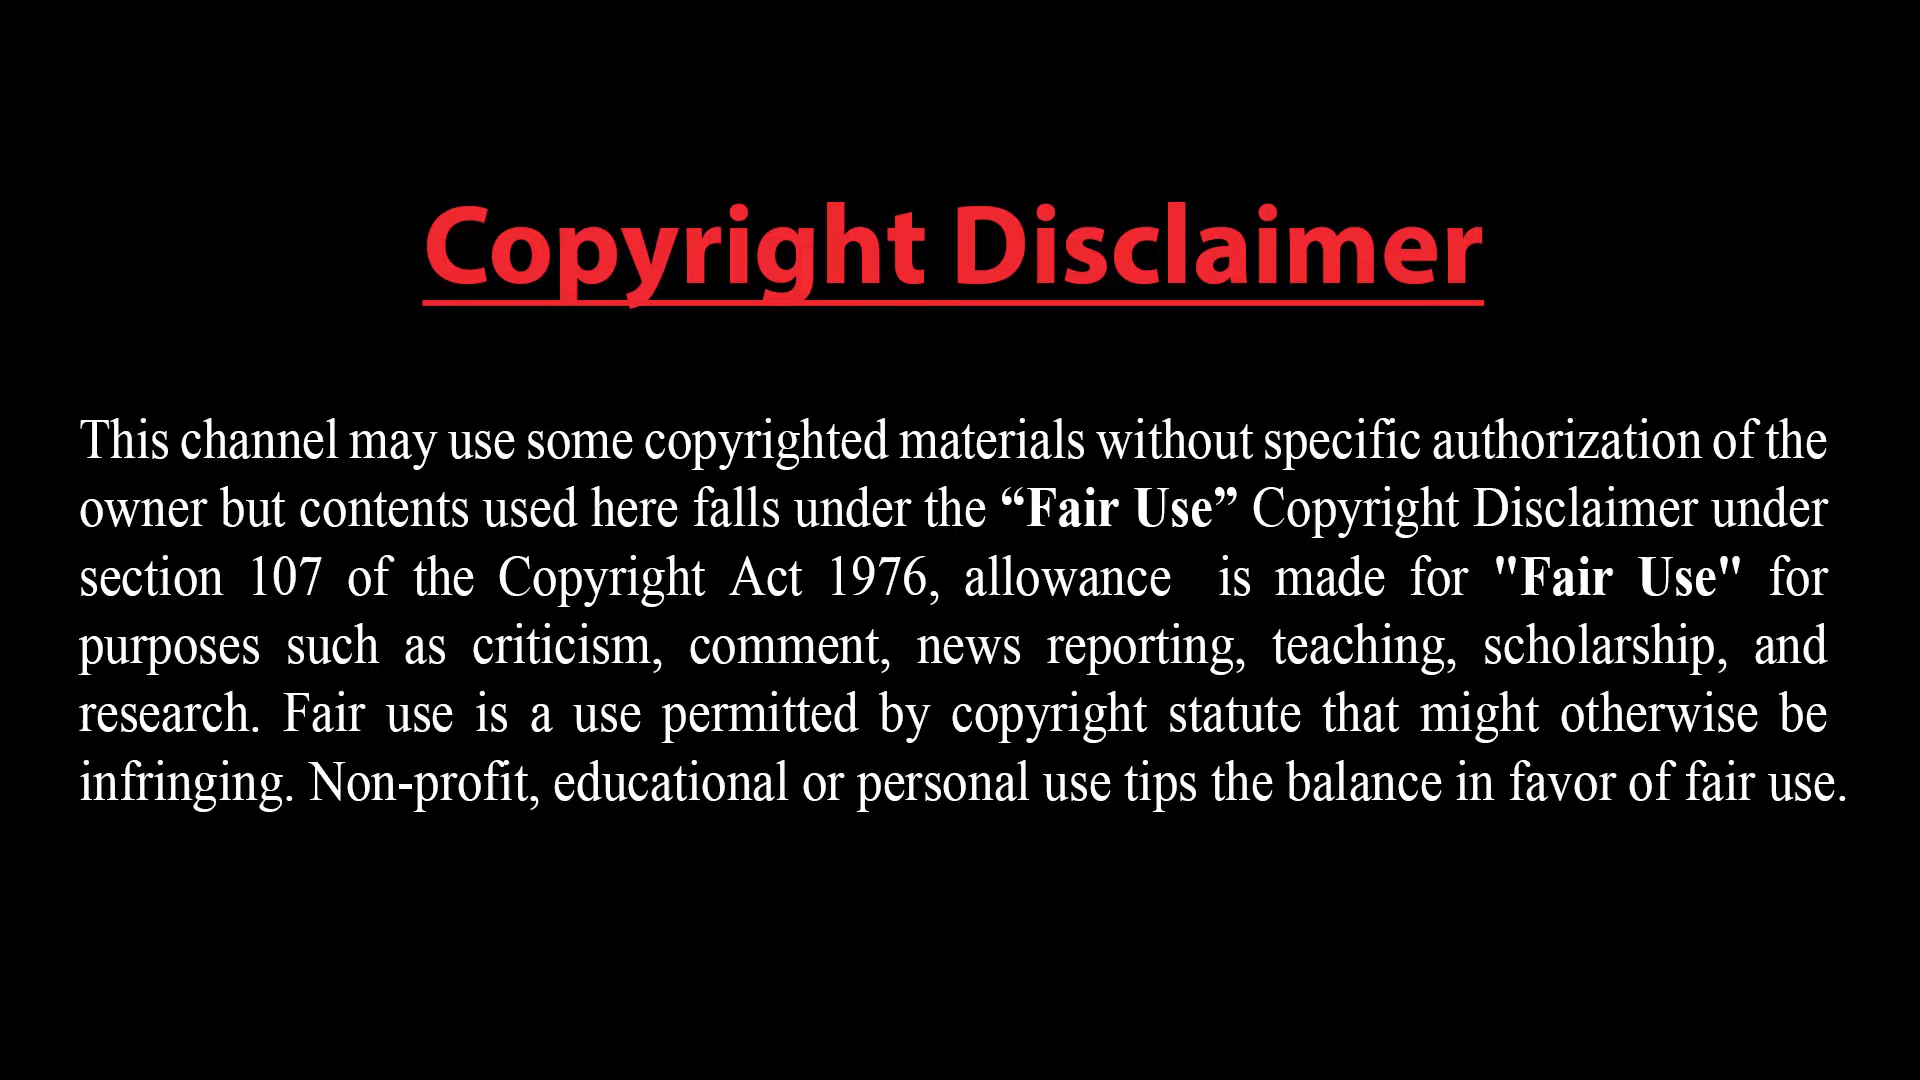 Copyright Disclaimer
This channel may use some copyrighted materials without specific authorization of the
owner but contents used here falls under the “Fair Use” Copyright Disclaimer under
section 107 of the Copyright Act 1976, allowance  is made for "Fair Use" for
purposes such as criticism, comment, news reporting, teaching, scholarship, and
research. Fair use is a use permitted by copyright statute that might otherwise be
infringing. Non-profit, educational or personal use tips the balance in favor of fair use.